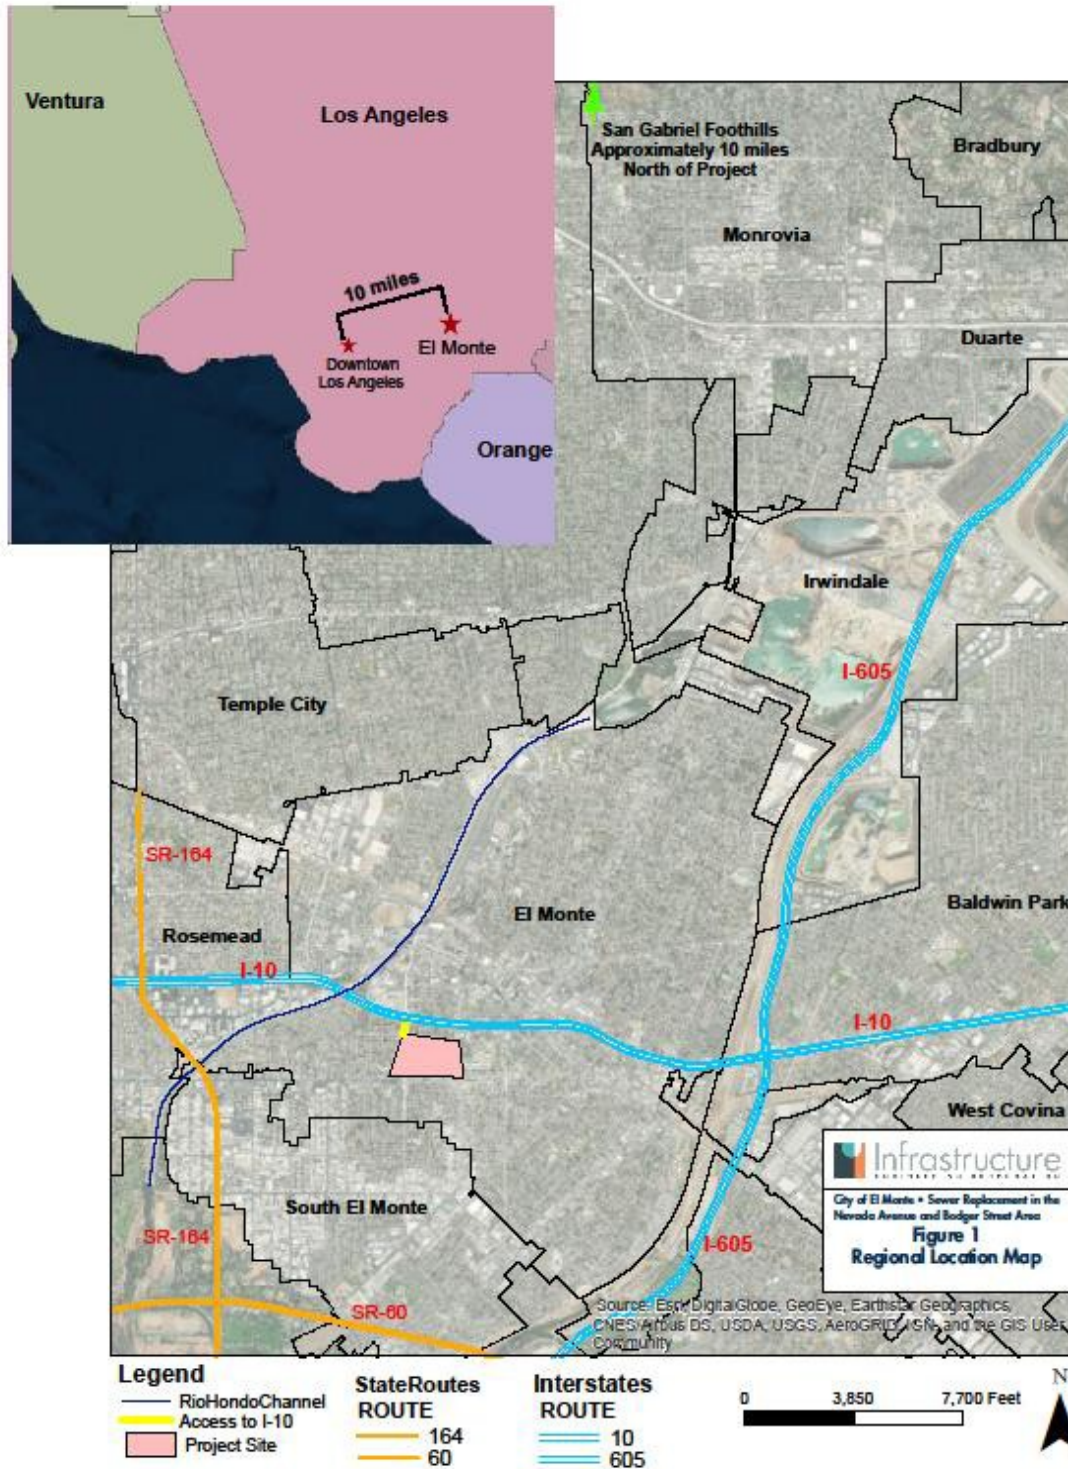 Ventura
Los Angeles
10 miles
El Monte
Downtown
Los Angeles
Orange
San Gabriel Foothills
Approximately 10 miles
North of Project
Bradbury
Monrovia
Duarte
Irwindale
I-605
Temple City
SR-164
El Monte
Baldwin Park
Rosemead
I-10
I-10
West Covina
South El Monte
SR-164
I-605
SR-60
Infrastructure
City of El Monte • Sewer Replacement in the
Nevada Avenue and Bodger Street Area
Figure 1
Regional Location Map
Source: Esri, DigitalGlobe, GeoEye, Earthstar Geographics,
CNES/Airbus DS, USDA, USGS, AeroGRID, IGN, and the GIS User
Community
Legend
RioHondoChannel
Access to I-10
Project Site
StateRoutes
ROUTE
164
60
Interstates
ROUTE
10
605
0 3,850 7,700 Feet
N